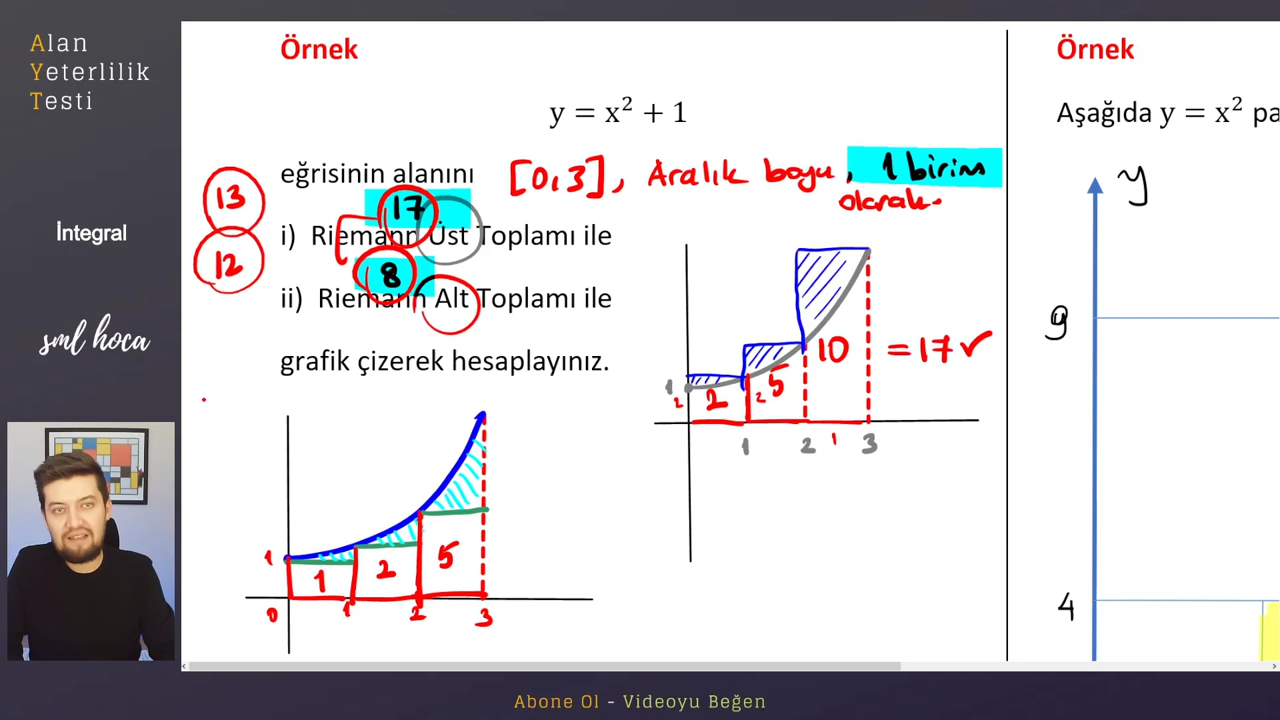 Alan
Yeterlilik
Testi
İntegral
sml hoca
Örnek
y = x² + 1
eğrisinin alanını [0,3], Aralık boyu, 1 birim
olarak.
13
17
i) Riemann Üst Toplamı ile
12
8
ii) Riemann Alt Toplamı ile
grafik çizerek hesaplayınız.
1
1 2 5
0 1 2 3
1
2 2 2 5 10 = 17 ✓
1 2 1 3
Örnek
Aşağıda y = x² pa
y
9
4
Abone Ol - Videoyu Beğen